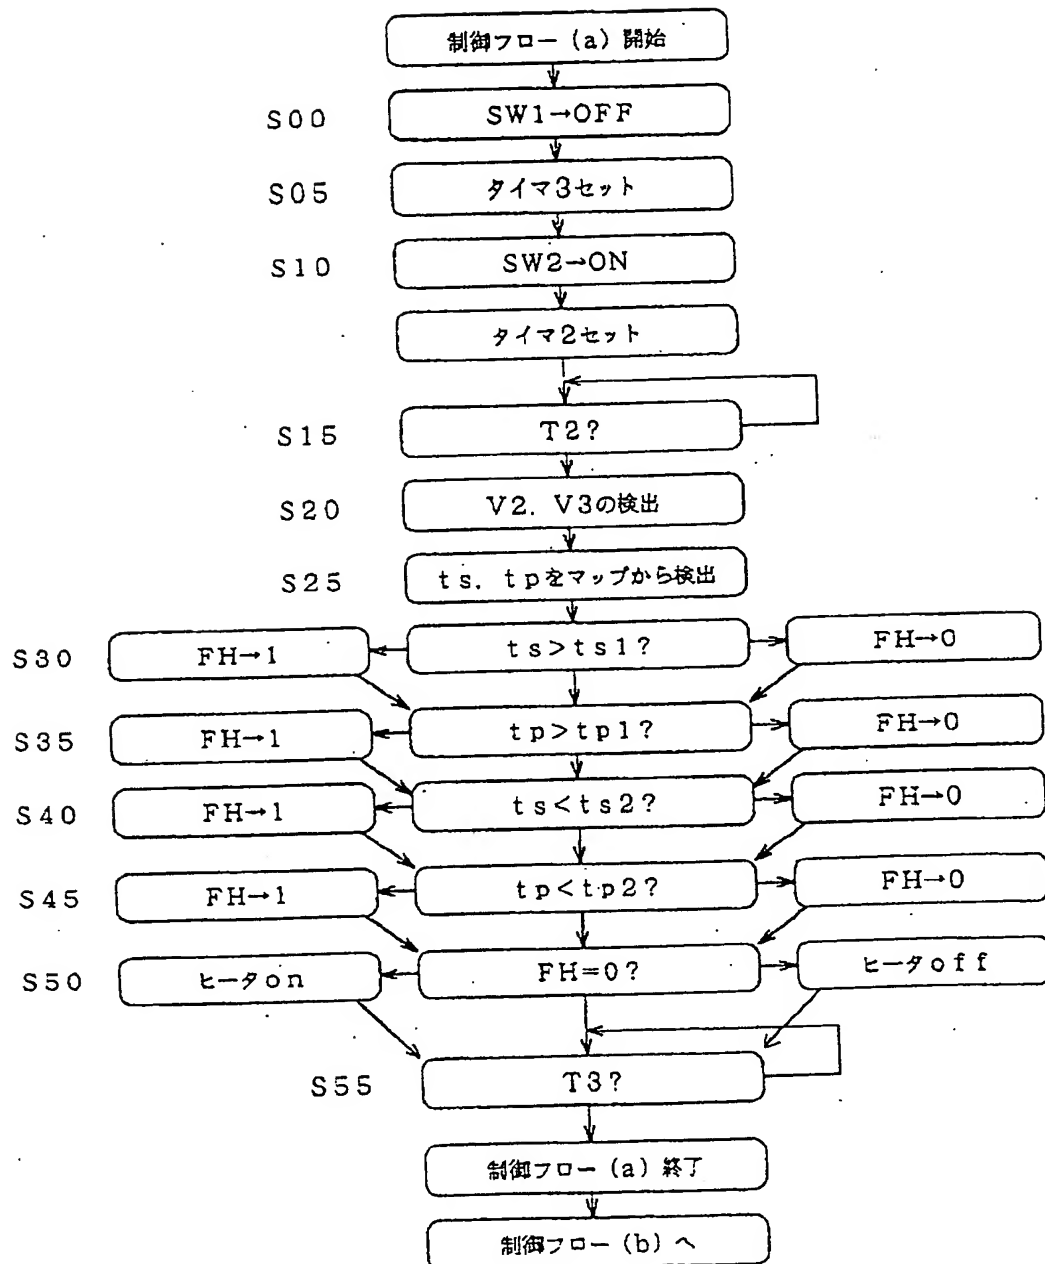 制御フロー(a)開始
S00 SW1→OFF
S05 タイマ3セット
S10 SW2→ON
タイマ2セット
S15 T2?
S20 V2.V3の検出
S25 ts.tpをマップから検出
S30 FH→1 ts>ts1? FH→0
S35 FH→1 tp>tp1? FH→0
S40 FH→1 ts<ts2? FH→0
S45 FH→1 tp<tp2? FH→0
S50 ヒータon FH=0? ヒータoff
S55 T3?
制御フロー(a)終了
制御フロー(b)へ